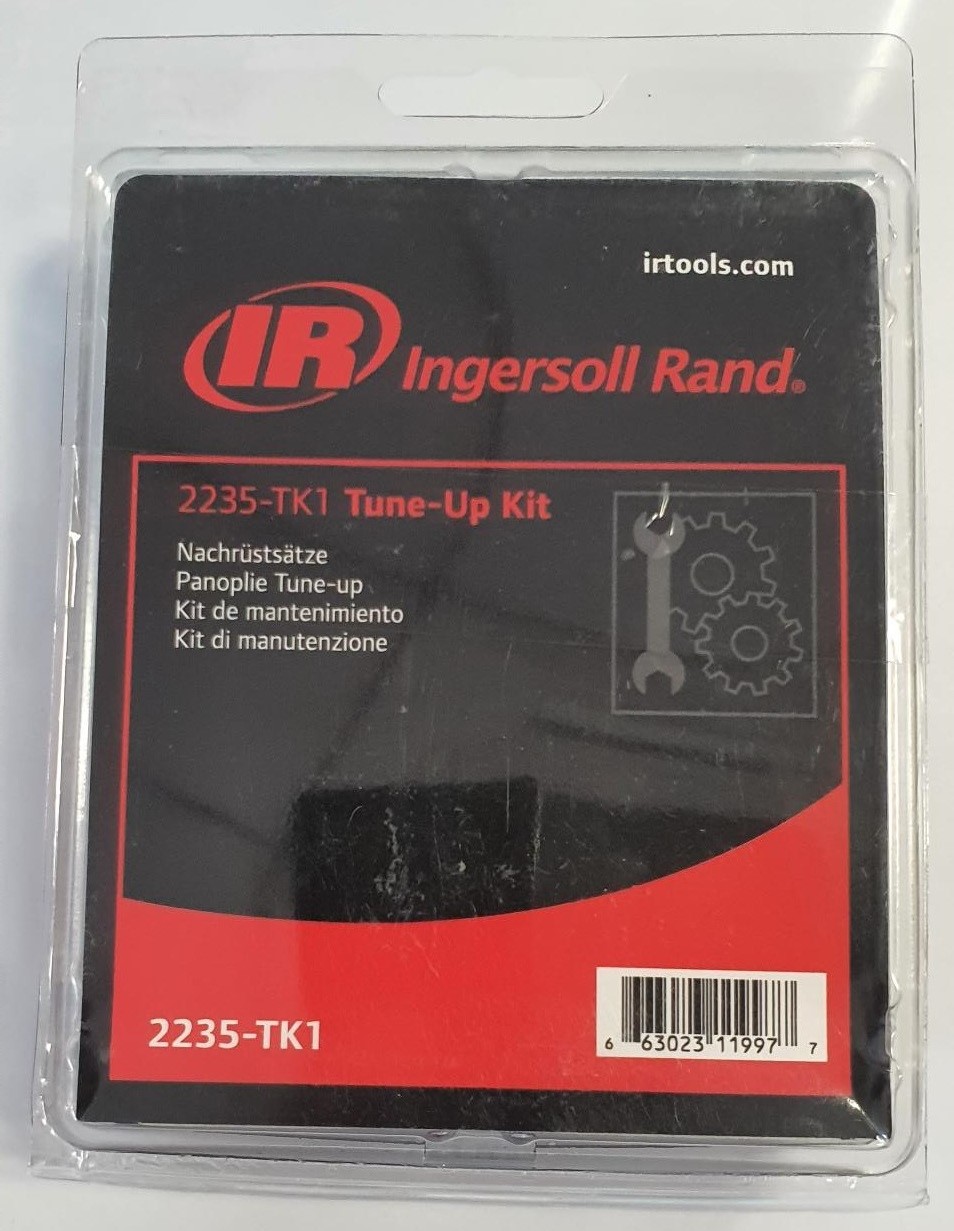 irtools.com
IR Ingersoll Rand®
2235-TK1 Tune-Up Kit
Nachrüstsätze
Panoplie Tune-up
Kit de mantenimiento
Kit di manutenzione
2235-TK1
6 63023 11997 7